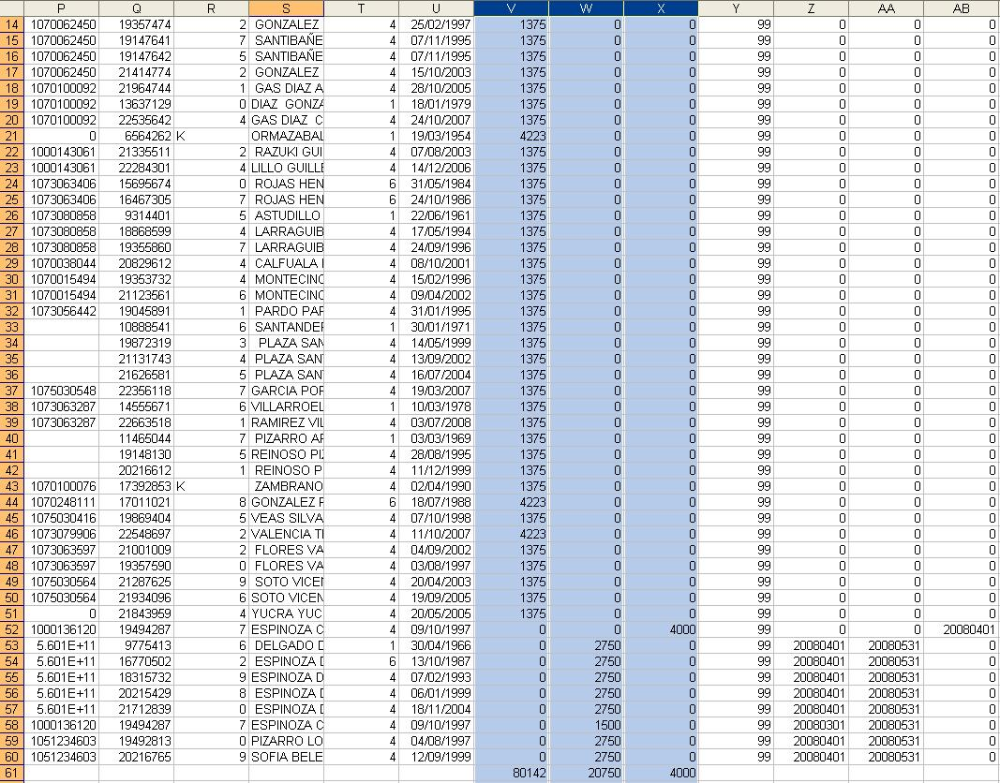 P Q R S T U V W X Y Z AA AB
14 1070062450 19357474 2 GONZALEZ 4 25/02/1997 1375 0 0 99 0 0 0
15 1070062450 19147641 7 SANTIBAÑE 4 07/11/1995 1375 0 0 99 0 0 0
16 1070062450 19147642 5 SANTIBAÑE 4 07/11/1995 1375 0 0 99 0 0 0
17 1070062450 21414774 2 GONZALEZ 4 15/10/2003 1375 0 0 99 0 0 0
18 1070100092 21964744 1 GAS DIAZ A 4 28/10/2005 1375 0 0 99 0 0 0
19 1070100092 13637129 0 DIAZ GONZA 1 18/01/1979 1375 0 0 99 0 0 0
20 1070100092 22535642 4 GAS DIAZ C 4 24/10/2007 1375 0 0 99 0 0 0
21 0 6564262 K ORMAZABAL 1 19/03/1954 4223 0 0 99 0 0 0
22 1000143061 21335511 2 RAZUKI GUI 4 07/08/2003 1375 0 0 99 0 0 0
23 1000143061 22284301 4 LILLO GUILLE 4 14/12/2006 1375 0 0 99 0 0 0
24 1073063406 15695674 0 ROJAS HEN 6 31/05/1984 1375 0 0 99 0 0 0
25 1073063406 16467305 7 ROJAS HEN 6 24/10/1986 1375 0 0 99 0 0 0
26 1073080858 9314401 5 ASTUDILLO 1 22/06/1961 1375 0 0 99 0 0 0
27 1073080858 18868599 4 LARRAGUIB 4 17/05/1994 1375 0 0 99 0 0 0
28 1073080858 19355860 7 LARRAGUIB 4 24/09/1996 1375 0 0 99 0 0 0
29 1070038044 20829612 4 CALFUALA 4 08/10/2001 1375 0 0 99 0 0 0
30 1070015494 19353732 4 MONTECINO 4 15/02/1996 1375 0 0 99 0 0 0
31 1070015494 21123561 6 MONTECINO 4 09/04/2002 1375 0 0 99 0 0 0
32 1073056442 19045891 1 PARDO PAR 4 31/01/1995 1375 0 0 99 0 0 0
33 10888541 6 SANTANDER 1 30/01/1971 1375 0 0 99 0 0 0
34 19872319 3 PLAZA SAN 4 14/05/1999 1375 0 0 99 0 0 0
35 21131743 4 PLAZA SAN 4 13/09/2002 1375 0 0 99 0 0 0
36 21626581 5 PLAZA SAN 4 16/07/2004 1375 0 0 99 0 0 0
37 1075030548 22356118 7 GARCIA POR 4 19/03/2007 1375 0 0 99 0 0 0
38 1073063287 14555671 6 VILLARROEL 1 10/03/1978 1375 0 0 99 0 0 0
39 1073063287 22663518 1 RAMIREZ VIL 4 03/07/2008 1375 0 0 99 0 0 0
40 11465044 7 PIZARRO AR 1 03/03/1969 1375 0 0 99 0 0 0
41 19148130 5 REINOSO PI 4 28/08/1995 1375 0 0 99 0 0 0
42 20216612 1 REINOSO P 4 11/12/1999 1375 0 0 99 0 0 0
43 1070100076 17392853 K ZAMBRANO 4 02/04/1990 1375 0 0 99 0 0 0
44 1070248111 17011021 8 GONZALEZ 6 18/07/1988 4223 0 0 99 0 0 0
45 1075030416 19869404 5 VEAS SILVA 4 07/10/1998 1375 0 0 99 0 0 0
46 1073079906 22548697 2 VALENCIA 4 11/10/2007 4223 0 0 99 0 0 0
47 1073063597 21001009 2 FLORES VA 4 04/09/2002 1375 0 0 99 0 0 0
48 1073063597 19357590 0 FLORES VA 4 03/08/1997 1375 0 0 99 0 0 0
49 1075030564 21287625 9 SOTO VICEN 4 20/04/2003 1375 0 0 99 0 0 0
50 1075030564 21934096 6 SOTO VICEN 4 19/09/2005 1375 0 0 99 0 0 0
51 0 21843959 4 YUCRA YUC 4 20/05/2005 1375 0 0 99 0 0 0
52 1000136120 19494287 7 ESPINOZA C 4 09/10/1997 0 0 4000 99 0 0 20080401
53 5.601E+11 9775413 6 DELGADO D 1 30/04/1966 0 2750 0 99 20080401 20080531 0
54 5.601E+11 16770502 2 ESPINOZA D 6 13/10/1987 0 2750 0 99 20080401 20080531 0
55 5.601E+11 18315732 9 ESPINOZA D 4 07/02/1993 0 2750 0 99 20080401 20080531 0
56 5.601E+11 20215429 8 ESPINOZA D 4 06/01/1999 0 2750 0 99 20080401 20080531 0
57 5.601E+11 21712839 0 ESPINOZA D 4 18/11/2004 0 2750 0 99 20080401 20080531 0
58 1000136120 19494287 7 ESPINOZA C 4 09/10/1997 0 1500 0 99 20080301 20080531 0
59 1051234603 19492813 0 PIZARRO LO 4 04/08/1997 0 2750 0 99 20080401 20080531 0
60 1051234603 20216765 9 SOFIA BELE 4 12/09/1999 0 2750 0 99 20080401 20080531 0
61 80142 20750 4000